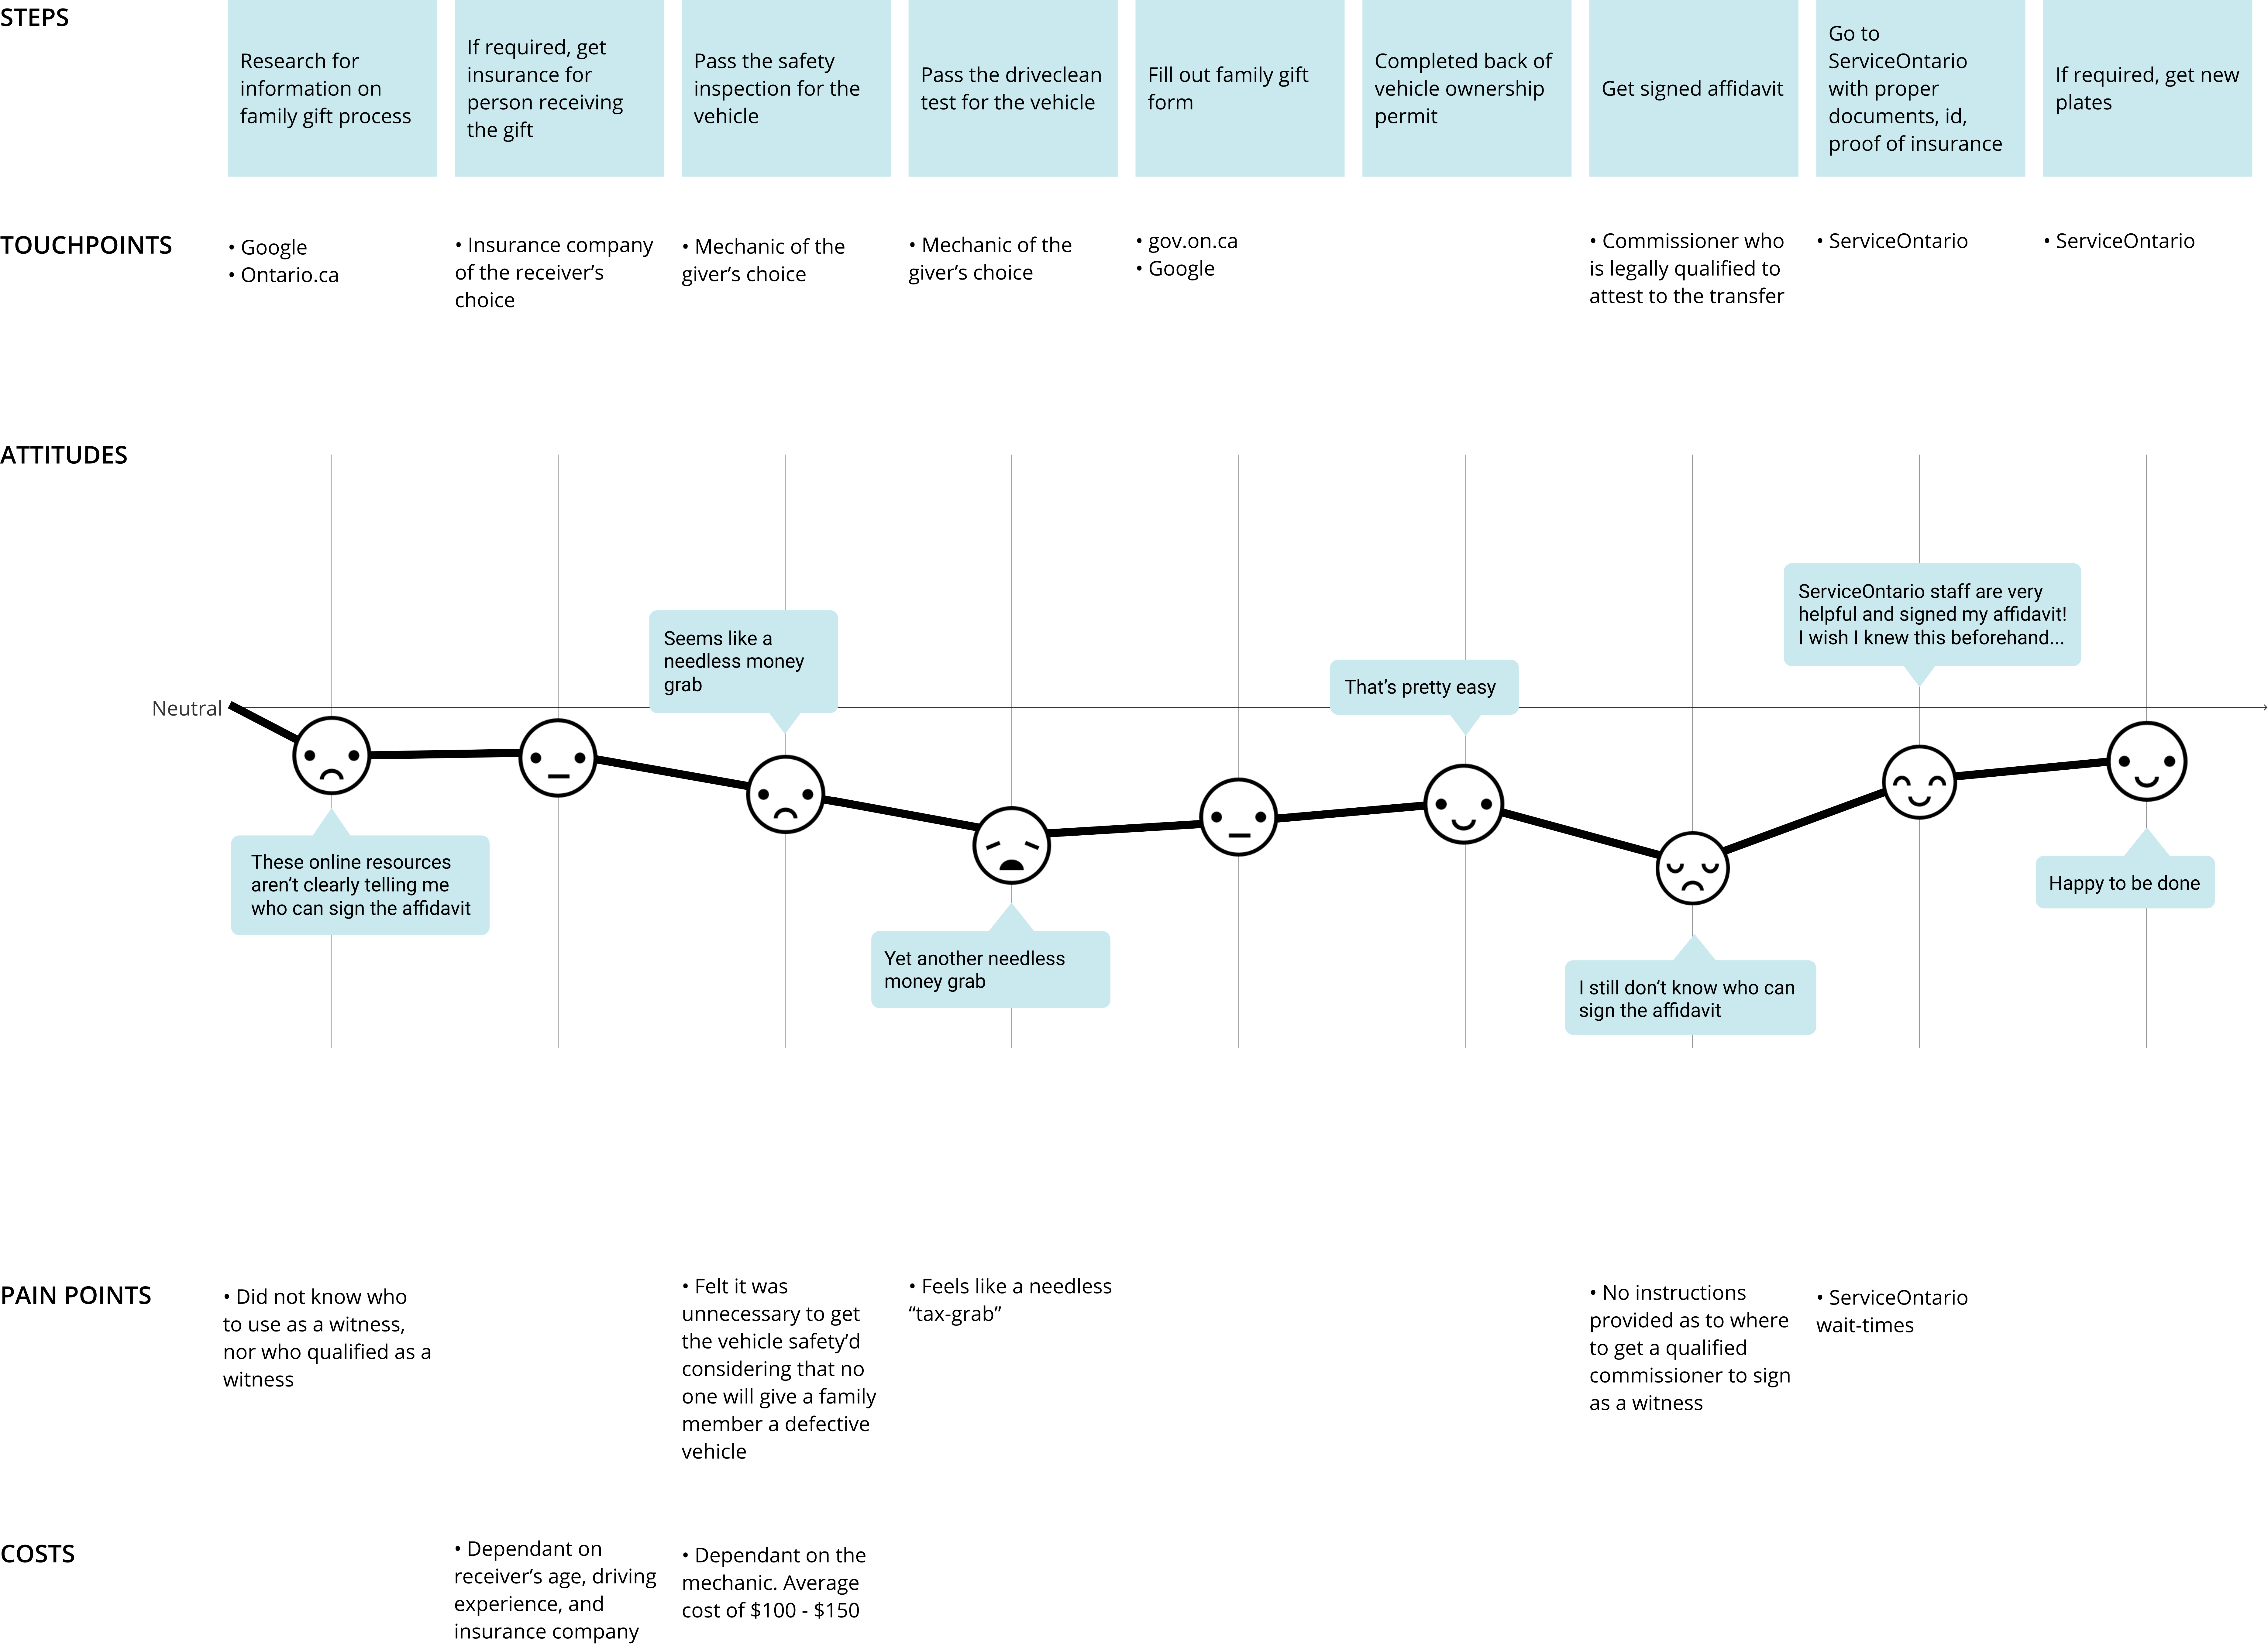 STEPS
Research for
information on
family gift process
If required, get
insurance for
person receiving
the gift
Pass the safety
inspection for the
vehicle
Pass the driveclean
test for the vehicle
Fill out family gift
form
Completed back of
vehicle ownership
permit
Get signed affidavit
Go to
ServiceOntario
with proper
documents, id,
proof of insurance
If required, get new
plates
TOUCHPOINTS
• Google
• Ontario.ca
• Insurance company
of the receiver’s
choice
• Mechanic of the
giver’s choice
• Mechanic of the
giver’s choice
• gov.on.ca
• Google
• Commissioner who
is legally qualified to
attest to the transfer
• ServiceOntario
• ServiceOntario
ATTITUDES
Neutral
These online resources
aren’t clearly telling me
who can sign the affidavit
Seems like a
needless money
grab
Yet another needless
money grab
That’s pretty easy
I still don’t know who can
sign the affidavit
ServiceOntario staff are very
helpful and signed my affidavit!
I wish I knew this beforehand...
Happy to be done
PAIN POINTS
• Did not know who
to use as a witness,
nor who qualified as a
witness
• Felt it was
unnecessary to get
the vehicle safety’d
considering that no
one will give a family
member a defective
vehicle
• Feels like a needless
“tax-grab”
• No instructions
provided as to where
to get a qualified
commissioner to sign
as a witness
• ServiceOntario
wait-times
COSTS
• Dependant on
receiver’s age, driving
experience, and
insurance company
• Dependant on the
mechanic. Average
cost of $100 - $150